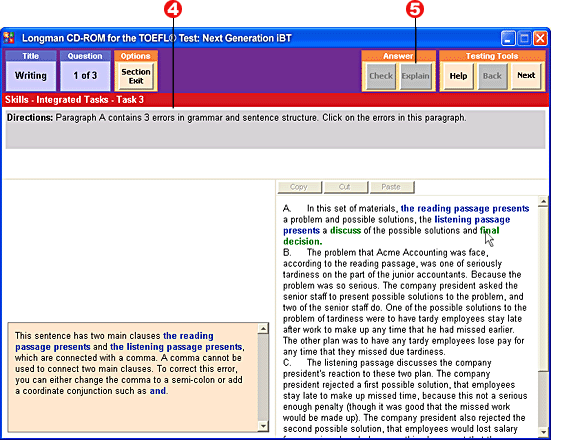 4
5
Longman CD-ROM for the TOEFL® Test: Next Generation iBT
Title
Question
Options
Answer
Testing Tools
Writing
1 of 3
Section
Exit
Check
Explain
Help
Back
Next
Skills - Integrated Tasks - Task 3
Directions: Paragraph A contains 3 errors in grammar and sentence structure. Click on the errors in this paragraph.
Copy
Cut
Paste
This sentence has two main clauses the reading
passage presents and the listening passage presents,
which are connected with a comma. A comma cannot be
used to connect two main clauses. To correct this error,
you can either change the comma to a semi-colon or add
a coordinate conjunction such as and.
A. In this set of materials, the reading passage presents
a problem and possible solutions, the listening passage
presents a discuss of the possible solutions and final
decision.
B. The problem that Acme Accounting was face,
according to the reading passage, was one of seriously
tardiness on the part of the junior accountants. Because the
problem was so serious. The company president asked the
senior staff to present possible solutions to the problem, and
two of the senior staff do. One of the possible solutions to the
problem of tardiness were to have tardy employees stay late
after work to make up any time that he had missed earlier.
The other plan was to have any tardy employees lose pay for
any time that they missed due tardiness.
C. The listening passage discusses the company
president's reaction to these two plan. The company
president rejected a first possible solution, that employees
stay late to make up missed time, because this not a serious
enough penalty (though it was good that the missed work
would be made up). The company president also rejected the
second possible solution, that employees would lost salary